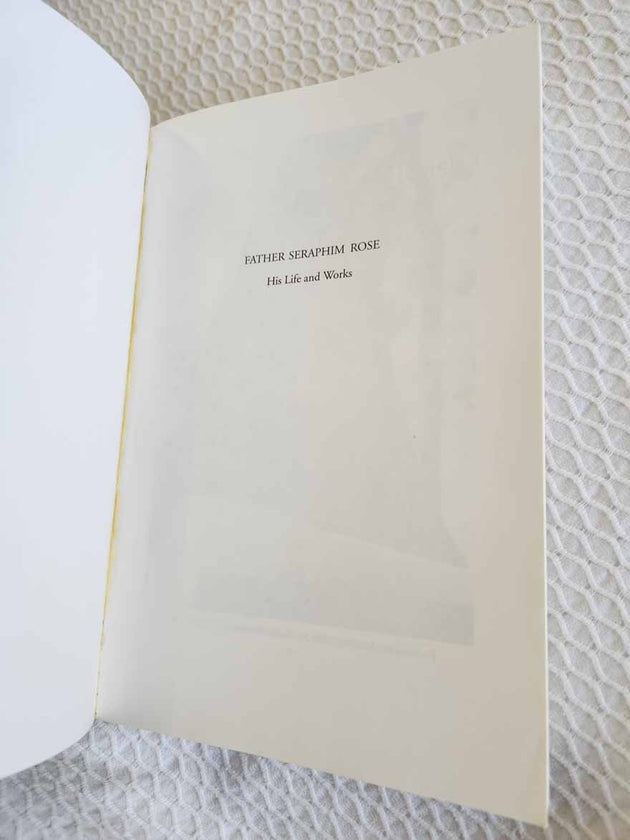 FATHER SERAPHIM ROSE
His Life and Works